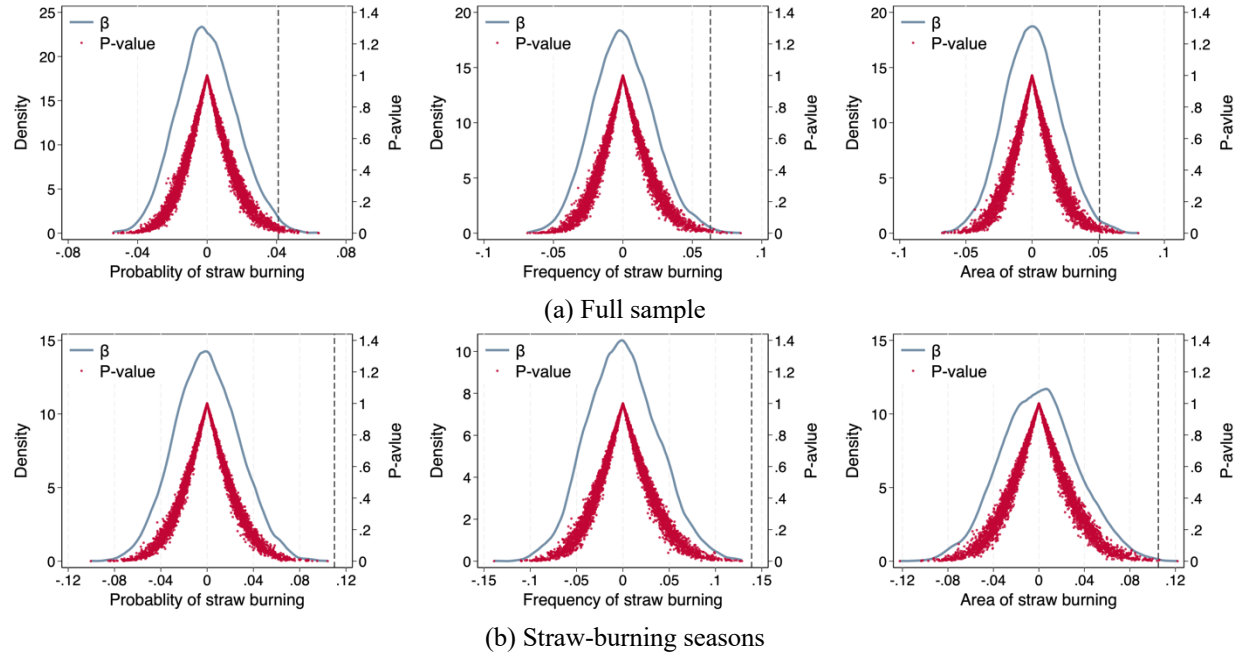 β
P-value
25
20
15
10
5
0
Density
1.4
1.2
1
.8
.6
.4
.2
0
P-avlue
-.08 -.04 0 .04 .08
Probablity of straw burning
β
P-value
20
15
10
5
0
Density
1.4
1.2
1
.8
.6
.4
.2
0
P-avlue
-.1 -.05 0 .05 .1
Frequency of straw burning
β
P-value
20
15
10
5
0
Density
1.4
1.2
1
.8
.6
.4
.2
0
P-avlue
-.1 -.05 0 .05 .1
Area of straw burning
(a) Full sample
β
P-value
15
10
5
0
Density
1.4
1.2
1
.8
.6
.4
.2
0
P-avlue
-.12 -.08 -.04 0 .04 .08 .12
Probablity of straw burning
β
P-value
10
8
6
4
2
0
Density
1.4
1.2
1
.8
.6
.4
.2
0
P-avlue
-.15 -.1 -.05 0 .05 .1 .15
Frequency of straw burning
β
P-value
15
10
5
0
Density
1.4
1.2
1
.8
.6
.4
.2
0
P-avlue
-.12 -.08 -.04 0 .04 .08 .12
Area of straw burning
(b) Straw-burning seasons